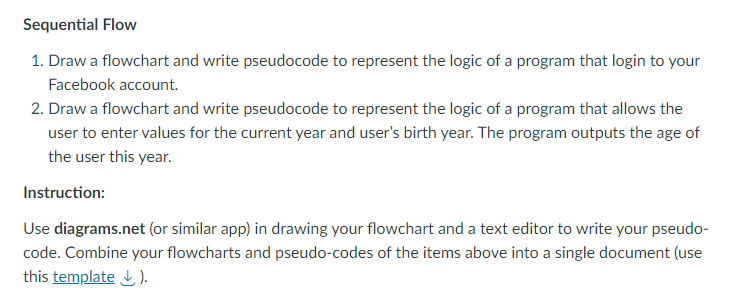 Sequential Flow
1. Draw a flowchart and write pseudocode to represent the logic of a program that login to your
Facebook account.
2. Draw a flowchart and write pseudocode to represent the logic of a program that allows the
user to enter values for the current year and user's birth year. The program outputs the age of
the user this year.
Instruction:
Use diagrams.net (or similar app) in drawing your flowchart and a text editor to write your pseudo-
code. Combine your flowcharts and pseudo-codes of the items above into a single document (use
this template ↓ ).